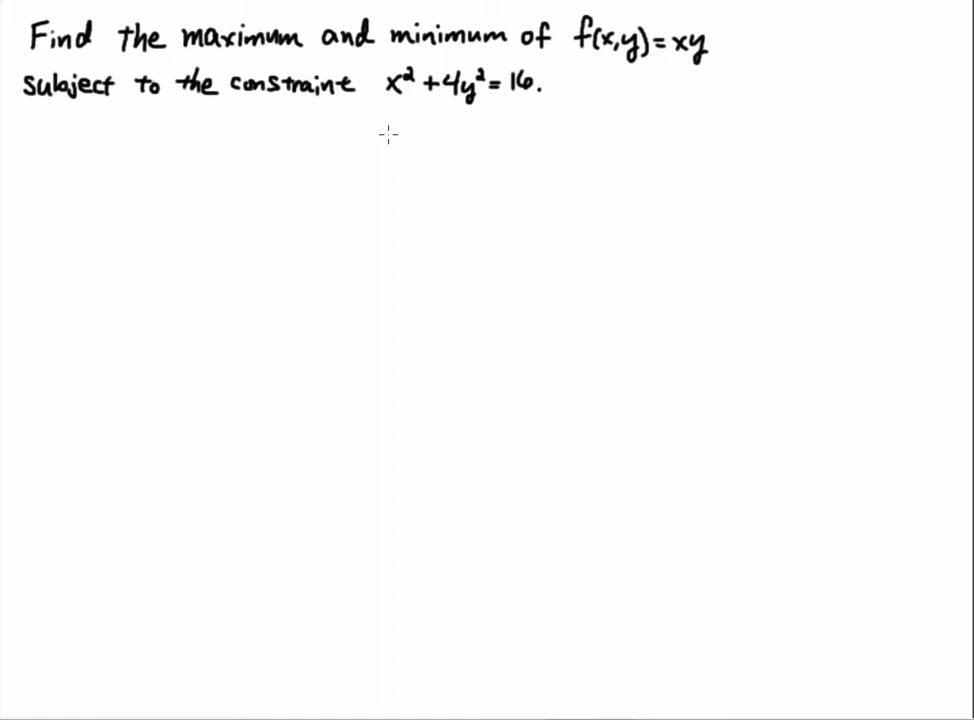 Find the maximum and minimum of f(x,y)=xy
subject to the constraint x²+4y²=16.